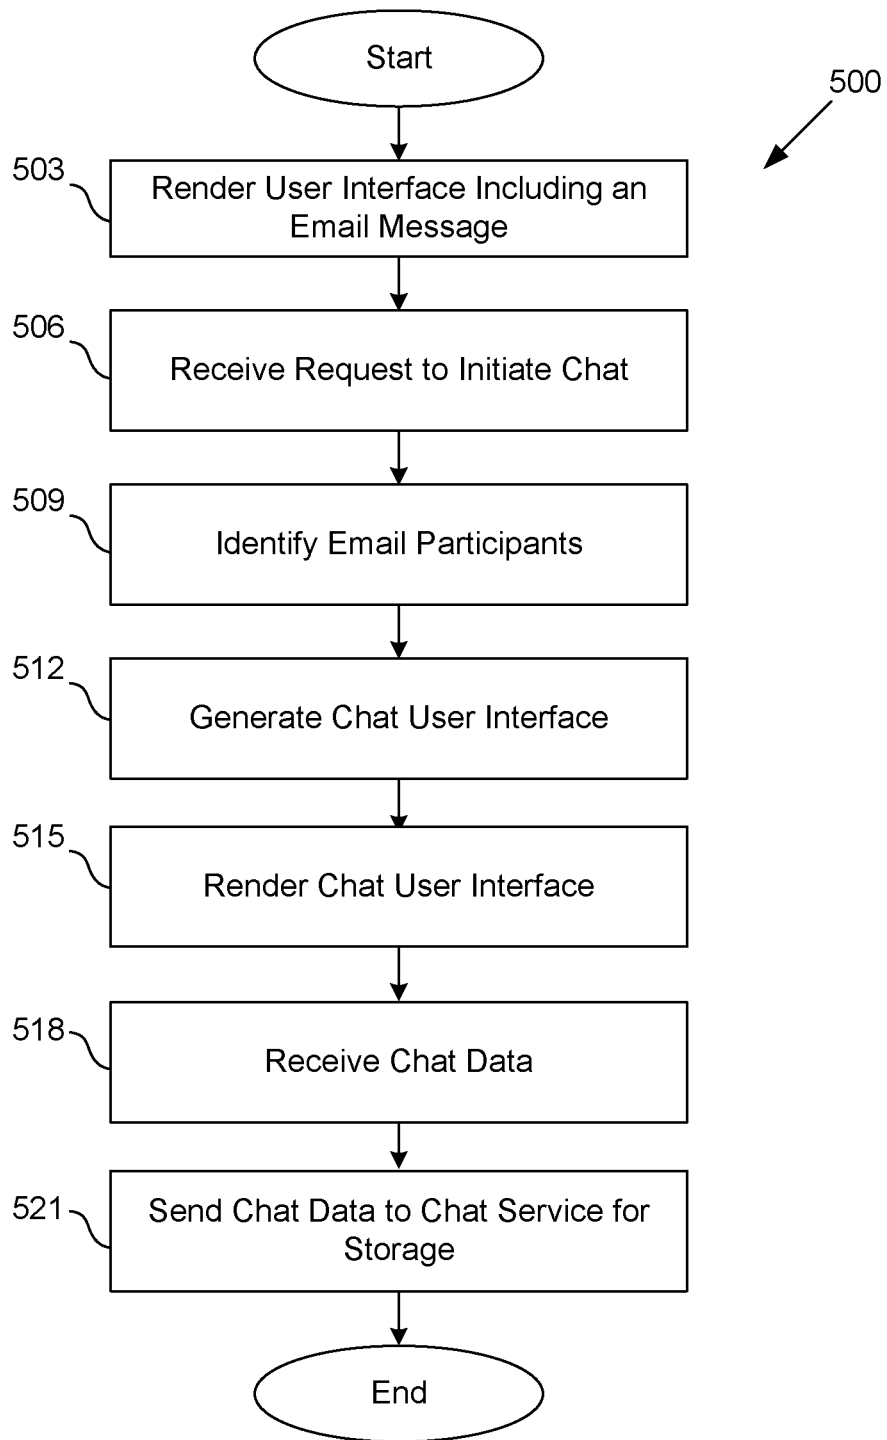 Start
500
503
Render User Interface Including an
Email Message
506
Receive Request to Initiate Chat
509
Identify Email Participants
512
Generate Chat User Interface
515
Render Chat User Interface
518
Receive Chat Data
521
Send Chat Data to Chat Service for
Storage
End